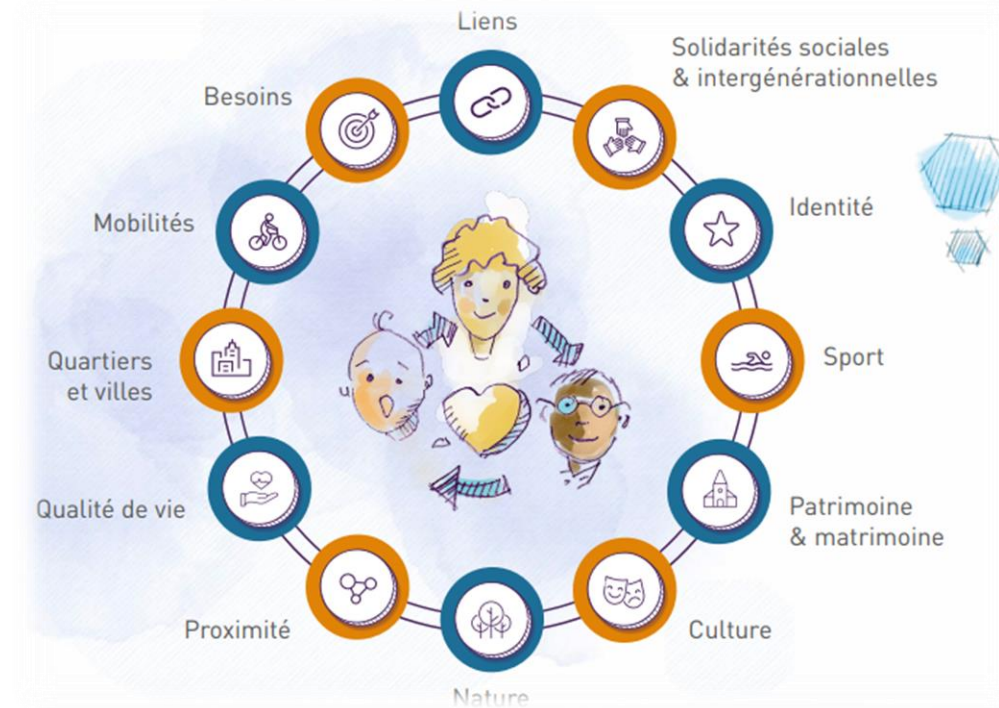 Liens
Solidarités sociales
& intergénérationnelles
Identité
Sport
Patrimoine
& matrimoine
Culture
Nature
Proximité
Qualité de vie
Quartiers
et villes
Mobilités
Besoins